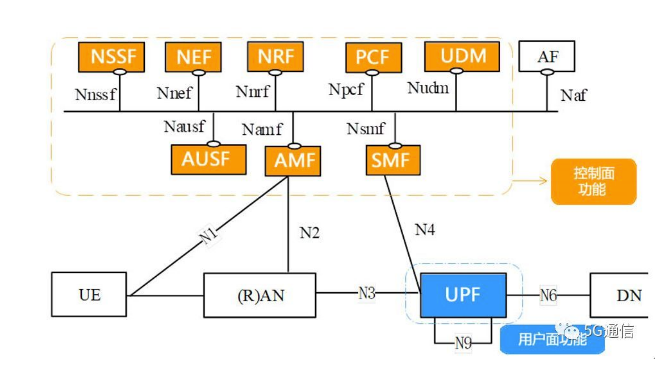 NSSF NEF NRF PCF UDM AF
Nnssf Nnef Nnrf Npcf Nudm Naf
Nausf Namf Nsmf
AUSF AMF SMF
控制面
功能
N1 N2 N4
UE (R)AN N3 UPF N6 DN
5G通信
用户面功能
N9